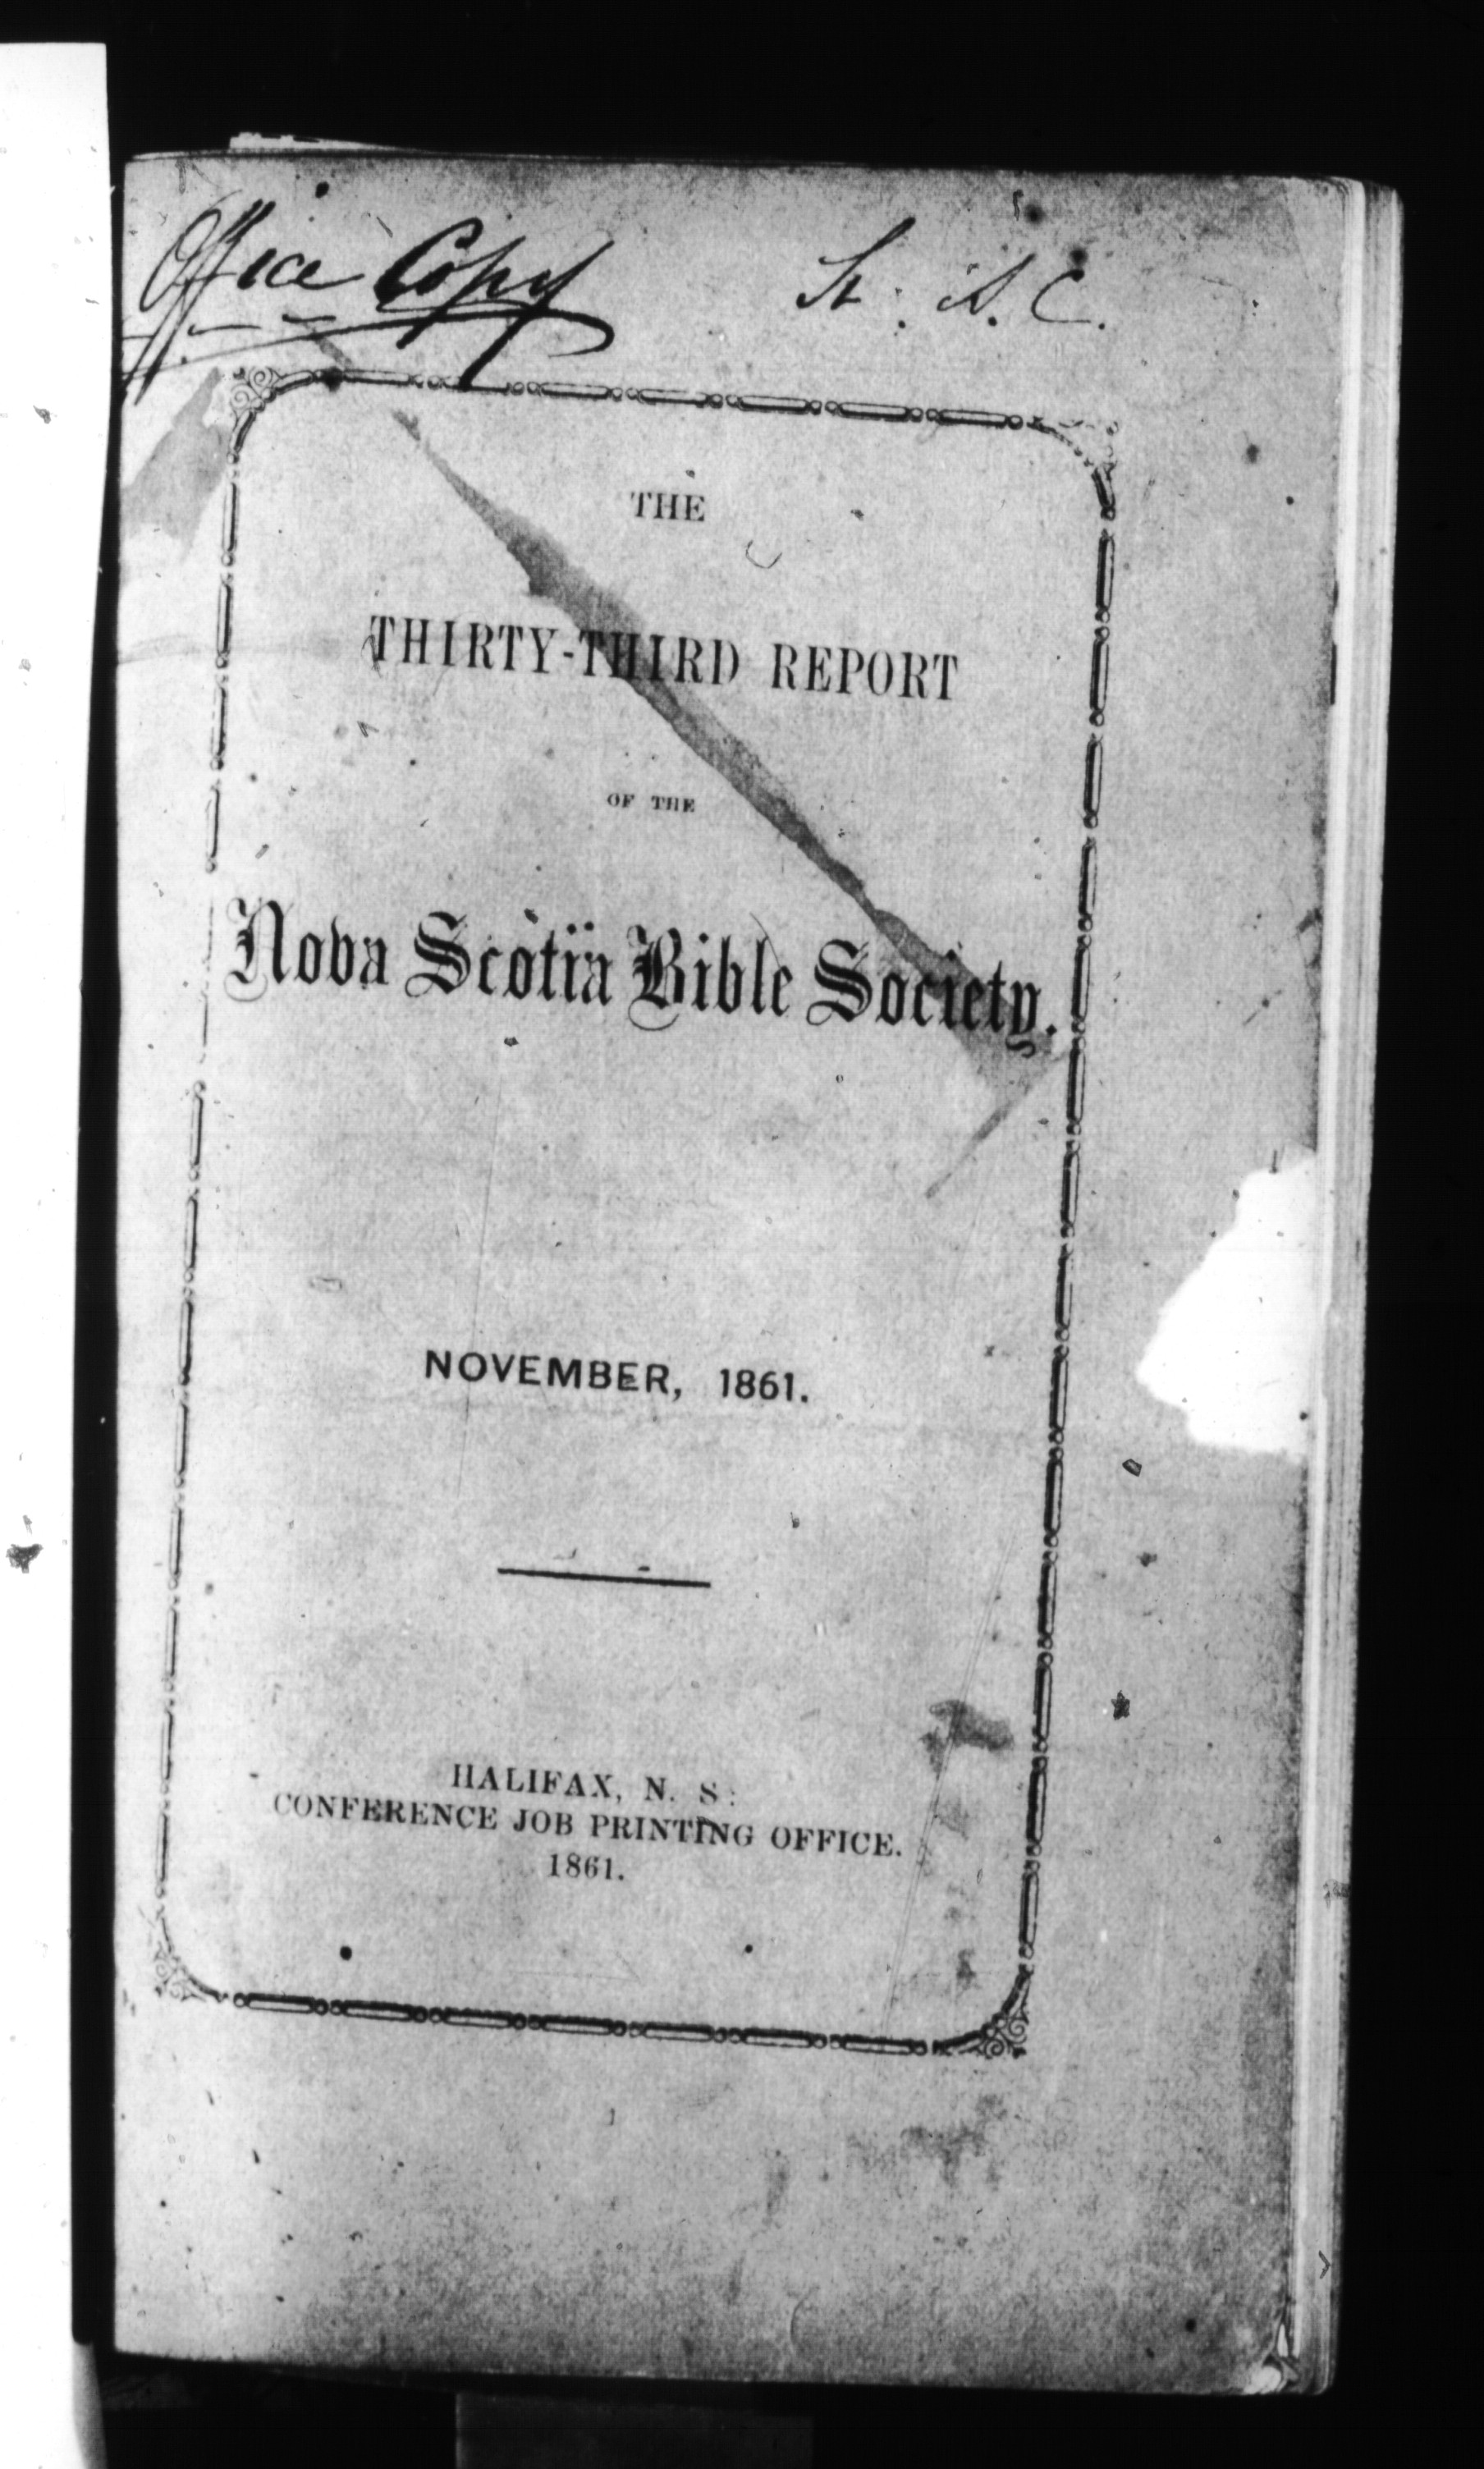 Office Copy
THE
THIRTY-THIRD REPORT
OF THE
Nova Scotia Bible Society.
NOVEMBER, 1861.
HALIFAX, N. S:
CONFERENCE JOB PRINTING OFFICE.
1861.